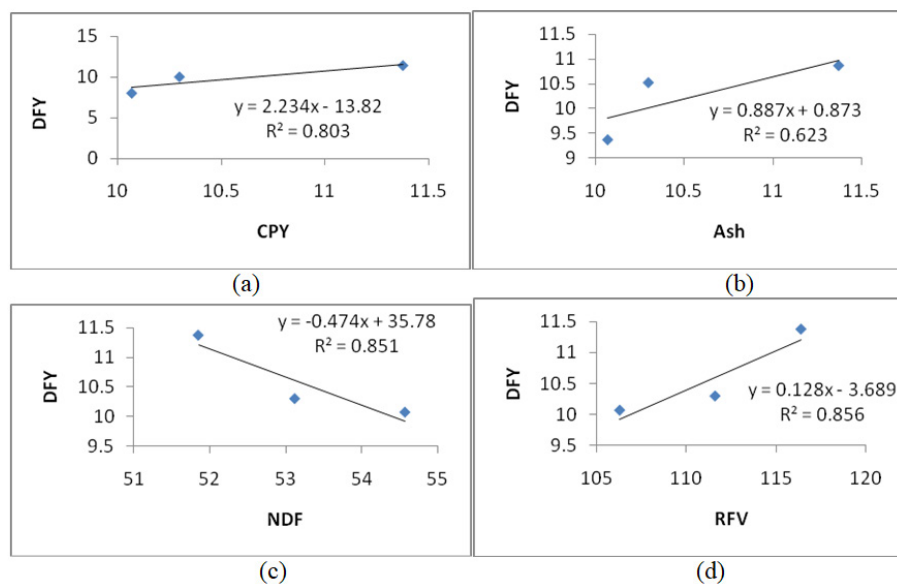 15
10
5
0
DFY
10
10.5
11
11.5
CPY
y = 2.234x - 13.82
R² = 0.803
(a)
11.5
11
10.5
10
9.5
9
DFY
10
10.5
11
11.5
Ash
y = 0.887x + 0.873
R² = 0.623
(b)
11.5
11
10.5
10
9.5
DFY
51
52
53
54
55
NDF
y = -0.474x + 35.78
R² = 0.851
(c)
11.5
11
10.5
10
9.5
DFY
105
110
115
120
RFV
y = 0.128x - 3.689
R² = 0.856
(d)